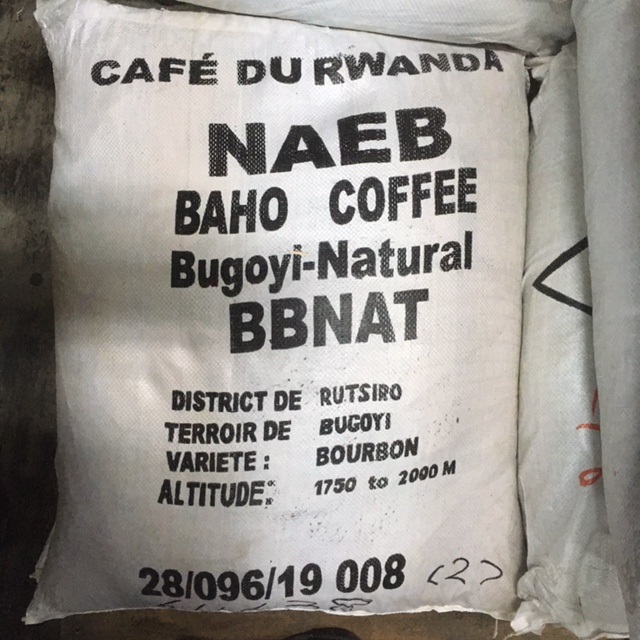 CAFÉ DU RWANDA
NAEB
BAHO COFFEE
Bugoyi-Natural
BBNAT
DISTRICT DE RUTSIRO
TERROIR DE BUGOYI
VARIETE : BOURBON
ALTITUDE: 1750 to 2000 M
28/096/19 008 (2)